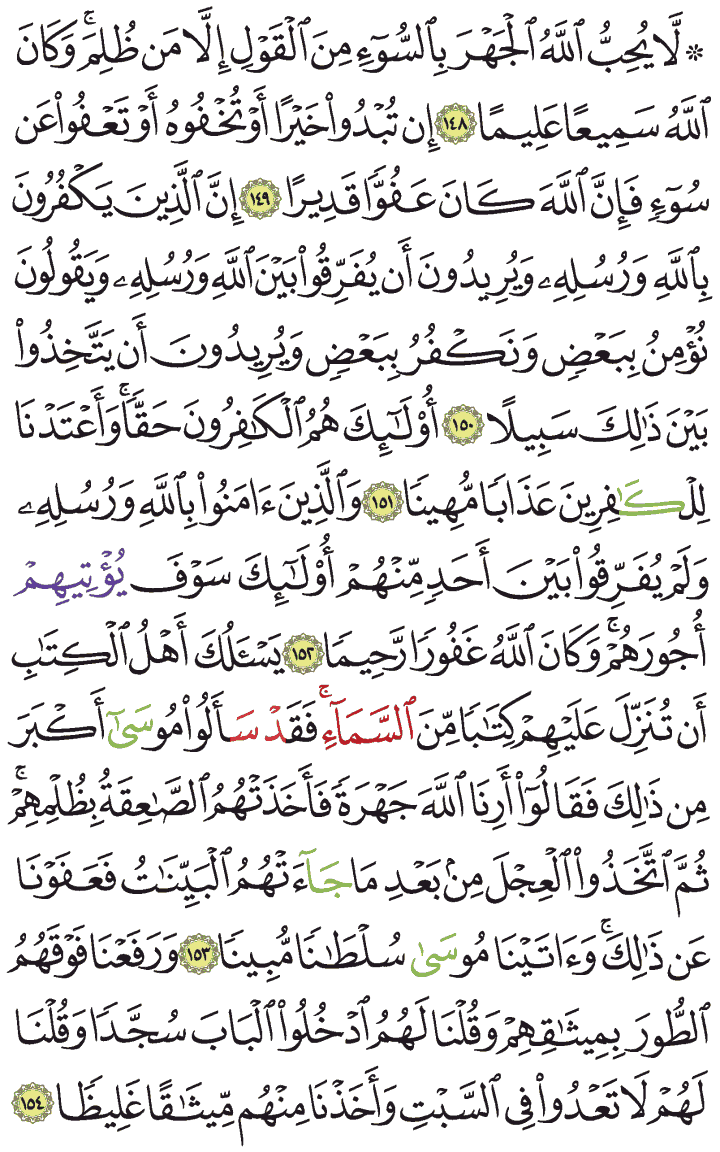 ۞ لَّا يُحِبُّ ٱللَّهُ ٱلْجَهْرَ بِٱلسُّوٓءِ مِنَ ٱلْقَوْلِ إِلَّا مَن ظُلِمَ ۚ وَكَانَ
ٱللَّهُ سَمِيعًا عَلِيمًا ١٤٨ إِن تُبْدُوا۟ خَيْرًا أَوْ تُخْفُوهُ أَوْ تَعْفُوا۟ عَن
سُوٓءٍ فَإِنَّ ٱللَّهَ كَانَ عَفُوًّا قَدِيرًا ١٤٩ إِنَّ ٱلَّذِينَ يَكْفُرُونَ
بِٱللَّهِ وَرُسُلِهِۦ وَيُرِيدُونَ أَن يُفَرِّقُوا۟ بَيْنَ ٱللَّهِ وَرُسُلِهِۦ وَيَقُولُونَ
نُؤْمِنُ بِبَعْضٍ وَنَكْفُرُ بِبَعْضٍ وَيُرِيدُونَ أَن يَتَّخِذُوا۟
بَيْنَ ذَٰلِكَ سَبِيلًا ١٥٠ أُو۟لَـٰٓئِكَ هُمُ ٱلْكَـٰفِرُونَ حَقًّا ۚ وَأَعْتَدْنَا
لِلْكَـٰفِرِينَ عَذَابًا مُّهِينًا ١٥١ وَٱلَّذِينَ ءَامَنُوا۟ بِٱللَّهِ وَرُسُلِهِۦ
وَلَمْ يُفَرِّقُوا۟ بَيْنَ أَحَدٍ مِّنْهُمْ أُو۟لَـٰٓئِكَ سَوْفَ يُؤْتِيهِمْ
أُجُورَهُمْ ۗ وَكَانَ ٱللَّهُ غَفُورًا رَّحِيمًا ١٥٢ يَسْـَٔلُكَ أَهْلُ ٱلْكِتَـٰبِ
أَن تُنَزِّلَ عَلَيْهِمْ كِتَـٰبًا مِّنَ ٱلسَّمَآءِ ۚ فَقَدْ سَأَلُوا۟ مُوسَىٰٓ أَكْبَرَ
مِن ذَٰلِكَ فَقَالُوٓا۟ أَرِنَا ٱللَّهَ جَهْرَةً فَأَخَذَتْهُمُ ٱلصَّـٰعِقَةُ بِظُلْمِهِمْ ۚ
ثُمَّ ٱتَّخَذُوا۟ ٱلْعِجْلَ مِنۢ بَعْدِ مَا جَآءَتْهُمُ ٱلْبَيِّنَـٰتُ فَعَفَوْنَا
عَن ذَٰلِكَ ۚ وَءَاتَيْنَا مُوسَىٰ سُلْطَـٰنًا مُّبِينًا ١٥٣ وَرَفَعْنَا فَوْقَهُمُ
ٱلطُّورَ بِمِيثَـٰقِهِمْ وَقُلْنَا لَهُمُ ٱدْخُلُوا۟ ٱلْبَابَ سُجَّدًا وَقُلْنَا
لَهُمْ لَا تَعْدُوا۟ فِى ٱلسَّبْتِ وَأَخَذْنَا مِنْهُم مِّيثَـٰقًا غَلِيظًا ١٥٤